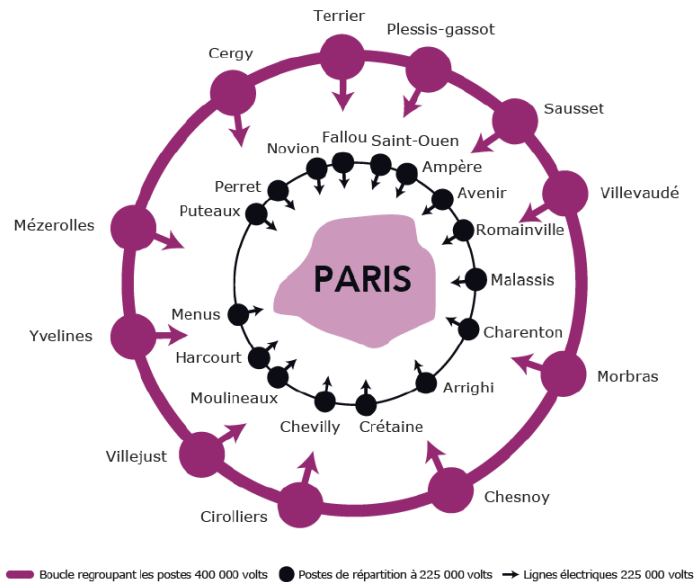 Terrier
Plessis-gassot
Cergy
Sausset
Fallou
Saint-Ouen
Novion
Ampère
Perret
Avenir
Villevaudé
Puteaux
Mézerolles
Romainville
PARIS
Malassis
Menus
Yvelines
Charenton
Harcourt
Morbras
Arrighi
Moulineaux
Chevilly
Crétaine
Villejust
Chesnoy
Cirolliers
Boucle regroupant les postes 400 000 volts
Postes de répartition à 225 000 volts
Lignes électriques 225 000 volts